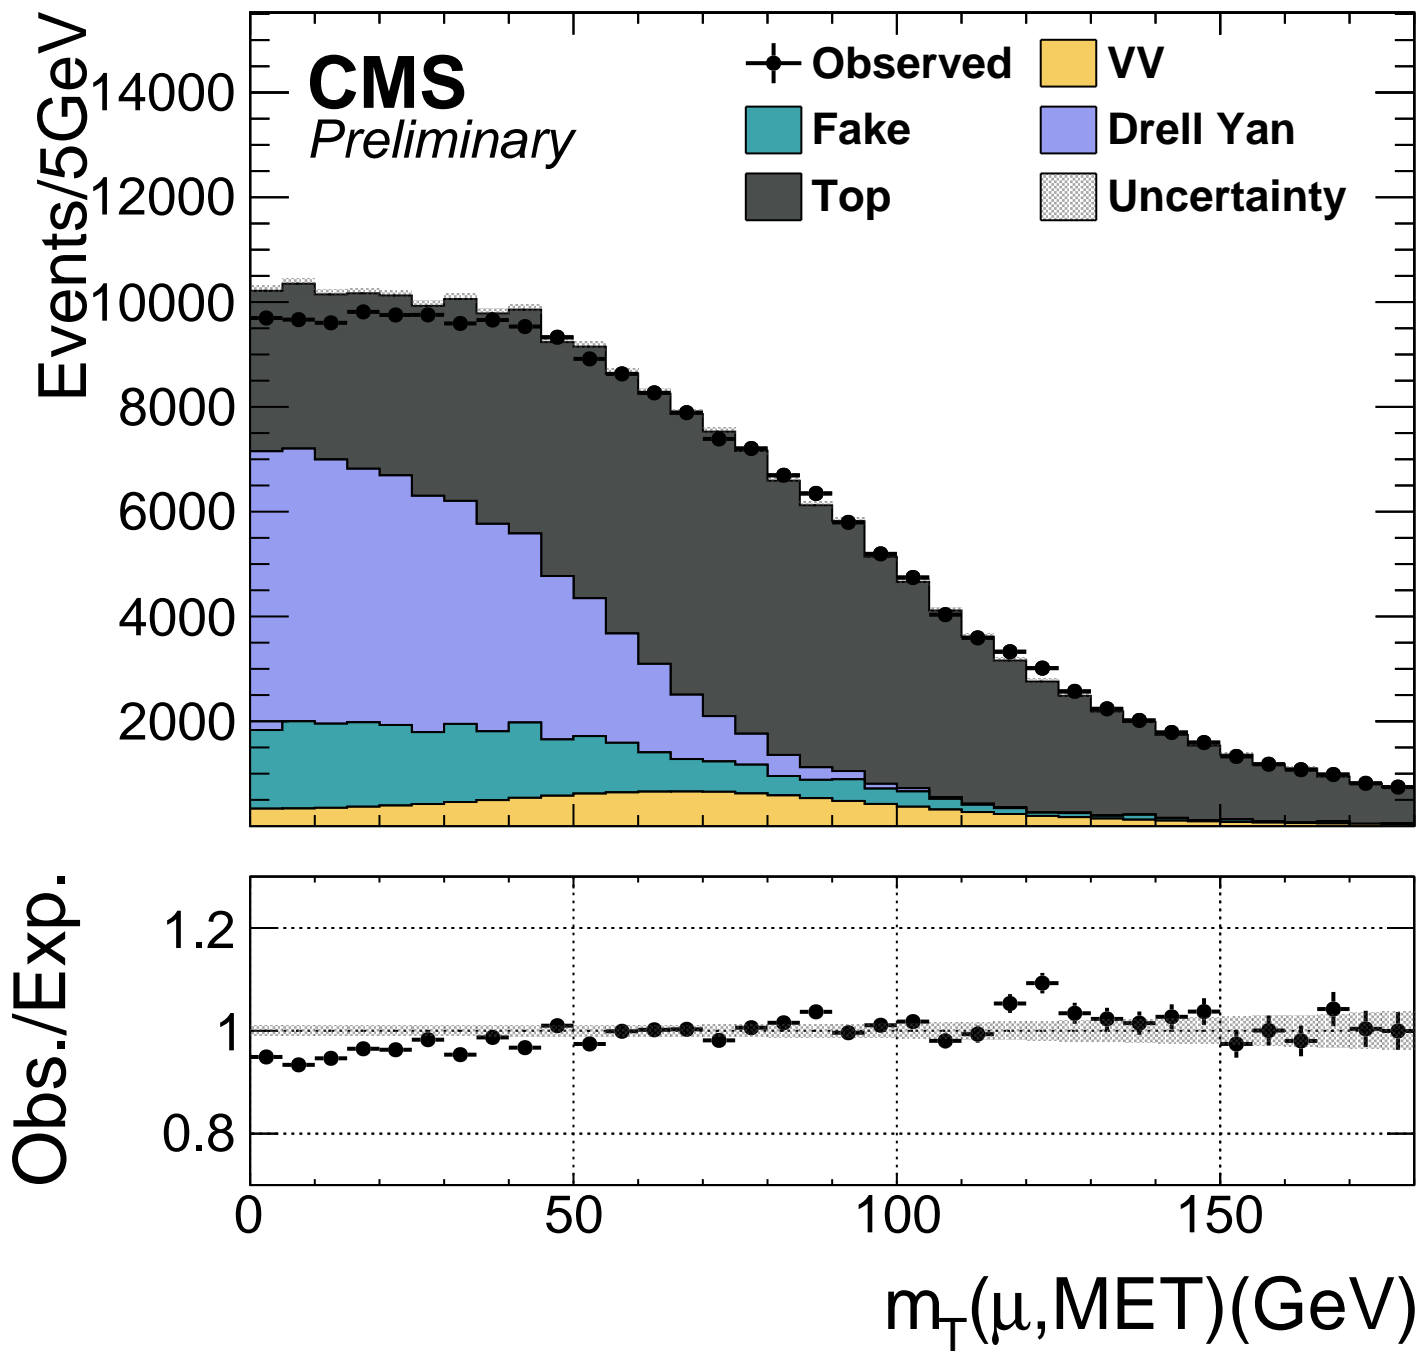 CMS
Preliminary
Observed
VV
Fake
Drell Yan
Top
Uncertainty
Events/5GeV
14000
12000
10000
8000
6000
4000
2000
Obs./Exp.
1.2
1
0.8
0
50
100
150
m_T(μ,MET)(GeV)